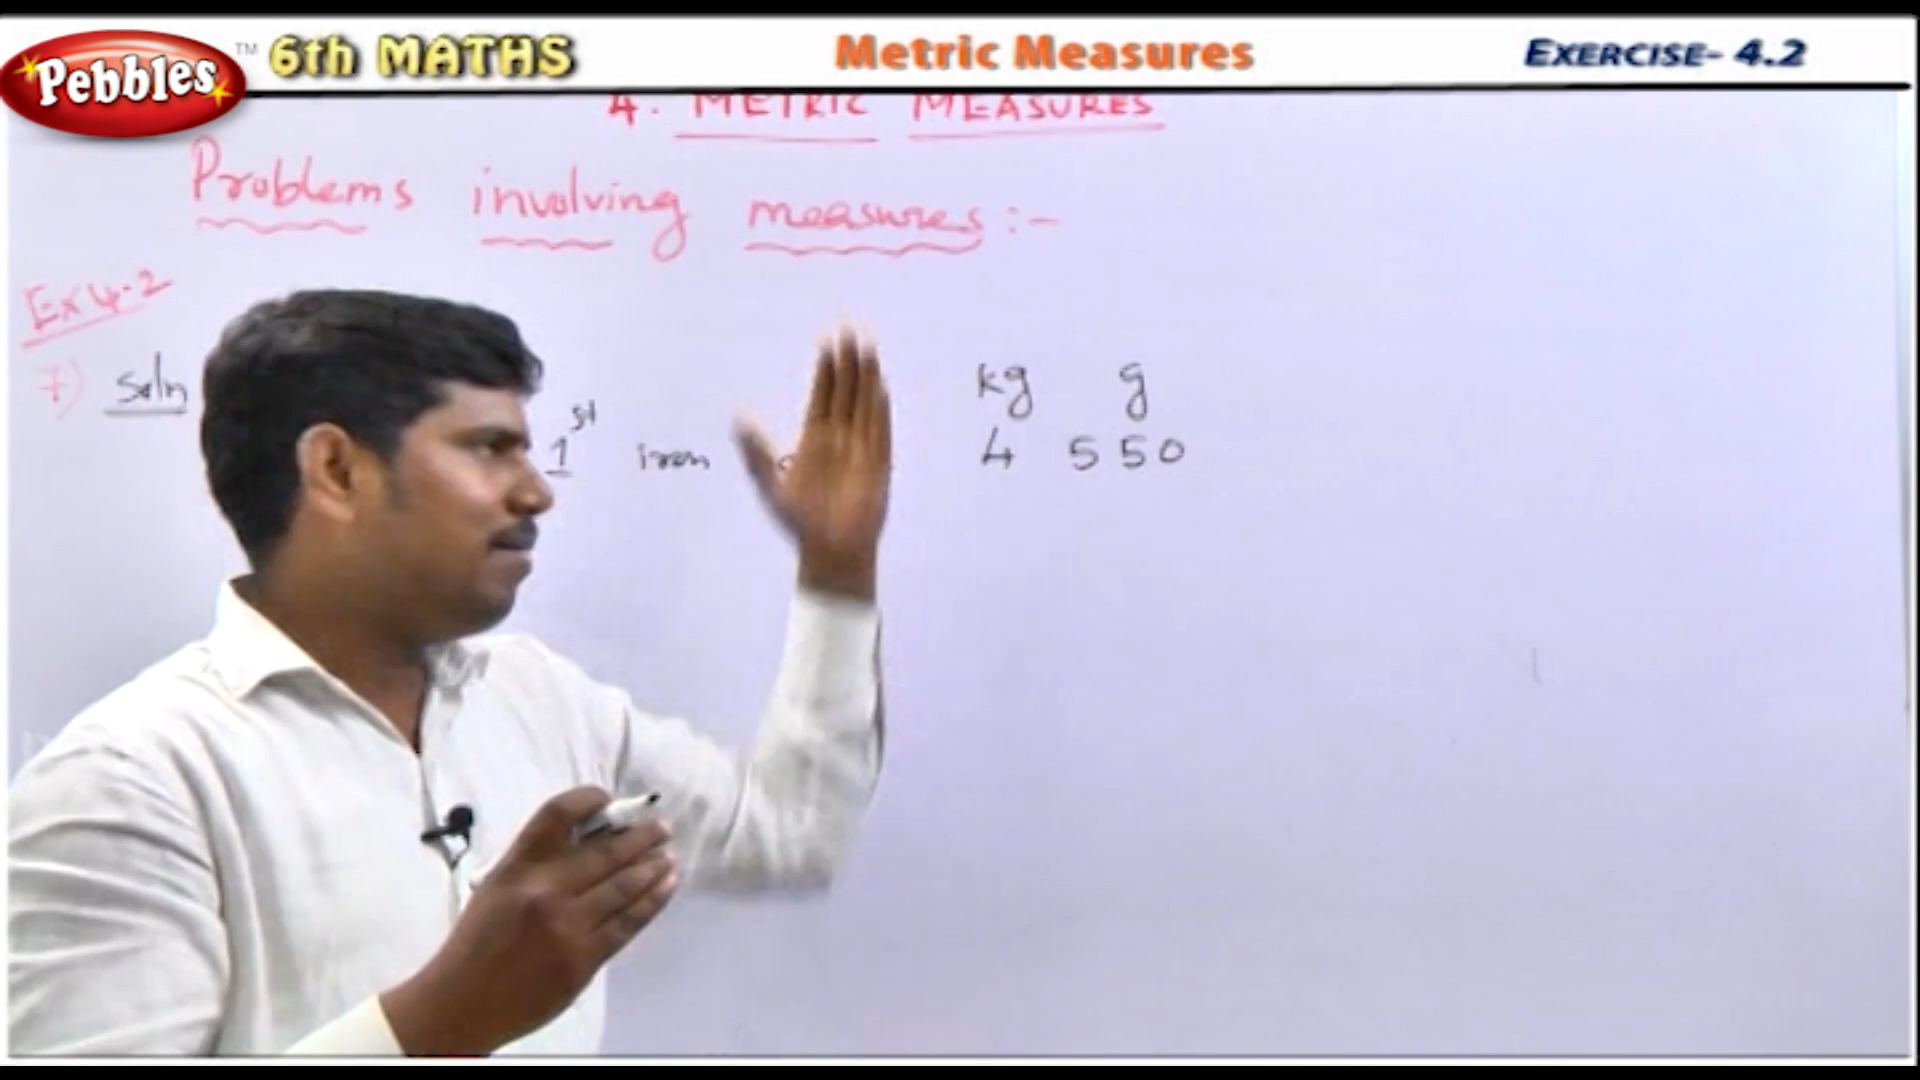 Pebbles ™ 6th MATHS Metric Measures EXERCISE- 4.2
4. METRIC MEASURES
Problems involving measures :-
Ex 4.2
7) Soln
kg g
1st iron 4 550